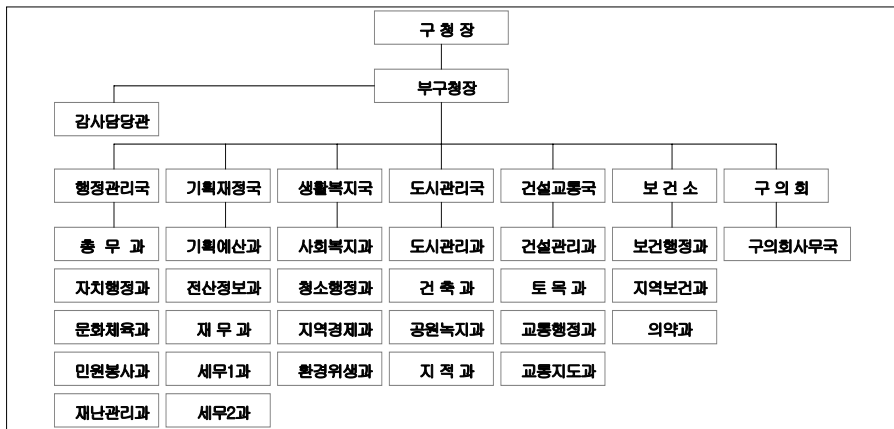 구 청 장
부구청장
감사담당관
행정관리국 기획재정국 생활복지국 도시관리국 건설교통국 보 건 소 구 의 회
총 무 과 기획예산과 사회복지과 도시관리과 건설관리과 보건행정과 구의회사무국
자치행정과 전산정보과 청소행정과 건 축 과 토 목 과 지역보건과
문화체육과 재 무 과 지역경제과 공원녹지과 교통행정과 의약과
민원봉사과 세무1과 환경위생과 지 적 과 교통지도과
재난관리과 세무2과